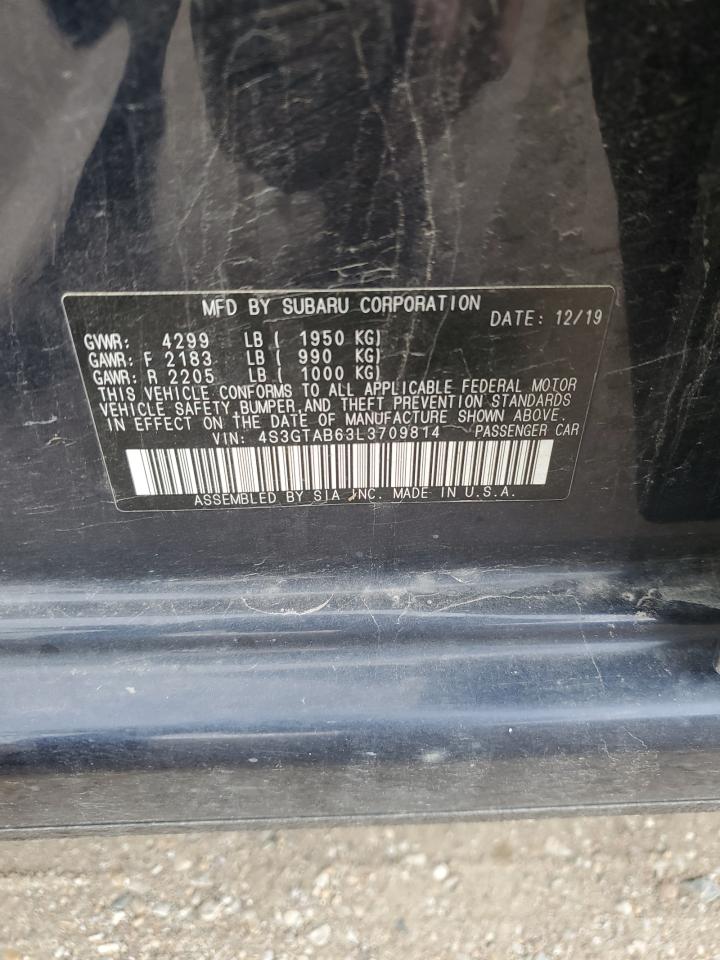 MFD BY SUBARU CORPORATION
DATE: 12/19
GVWR: 4299 LB ( 1950 KG)
GAWR: F 2183 LB ( 990 KG)
GAWR: R 2205 LB ( 1000 KG)
THIS VEHICLE CONFORMS TO ALL APPLICABLE FEDERAL MOTOR
VEHICLE SAFETY,BUMPER,AND THEFT PREVENTION STANDARDS
IN EFFECT ON THE DATE OF MANUFACTURE SHOWN ABOVE.
VIN: 4S3GTAB63L3709814 PASSENGER CAR
ASSEMBLED BY SIA INC. MADE IN U.S.A.